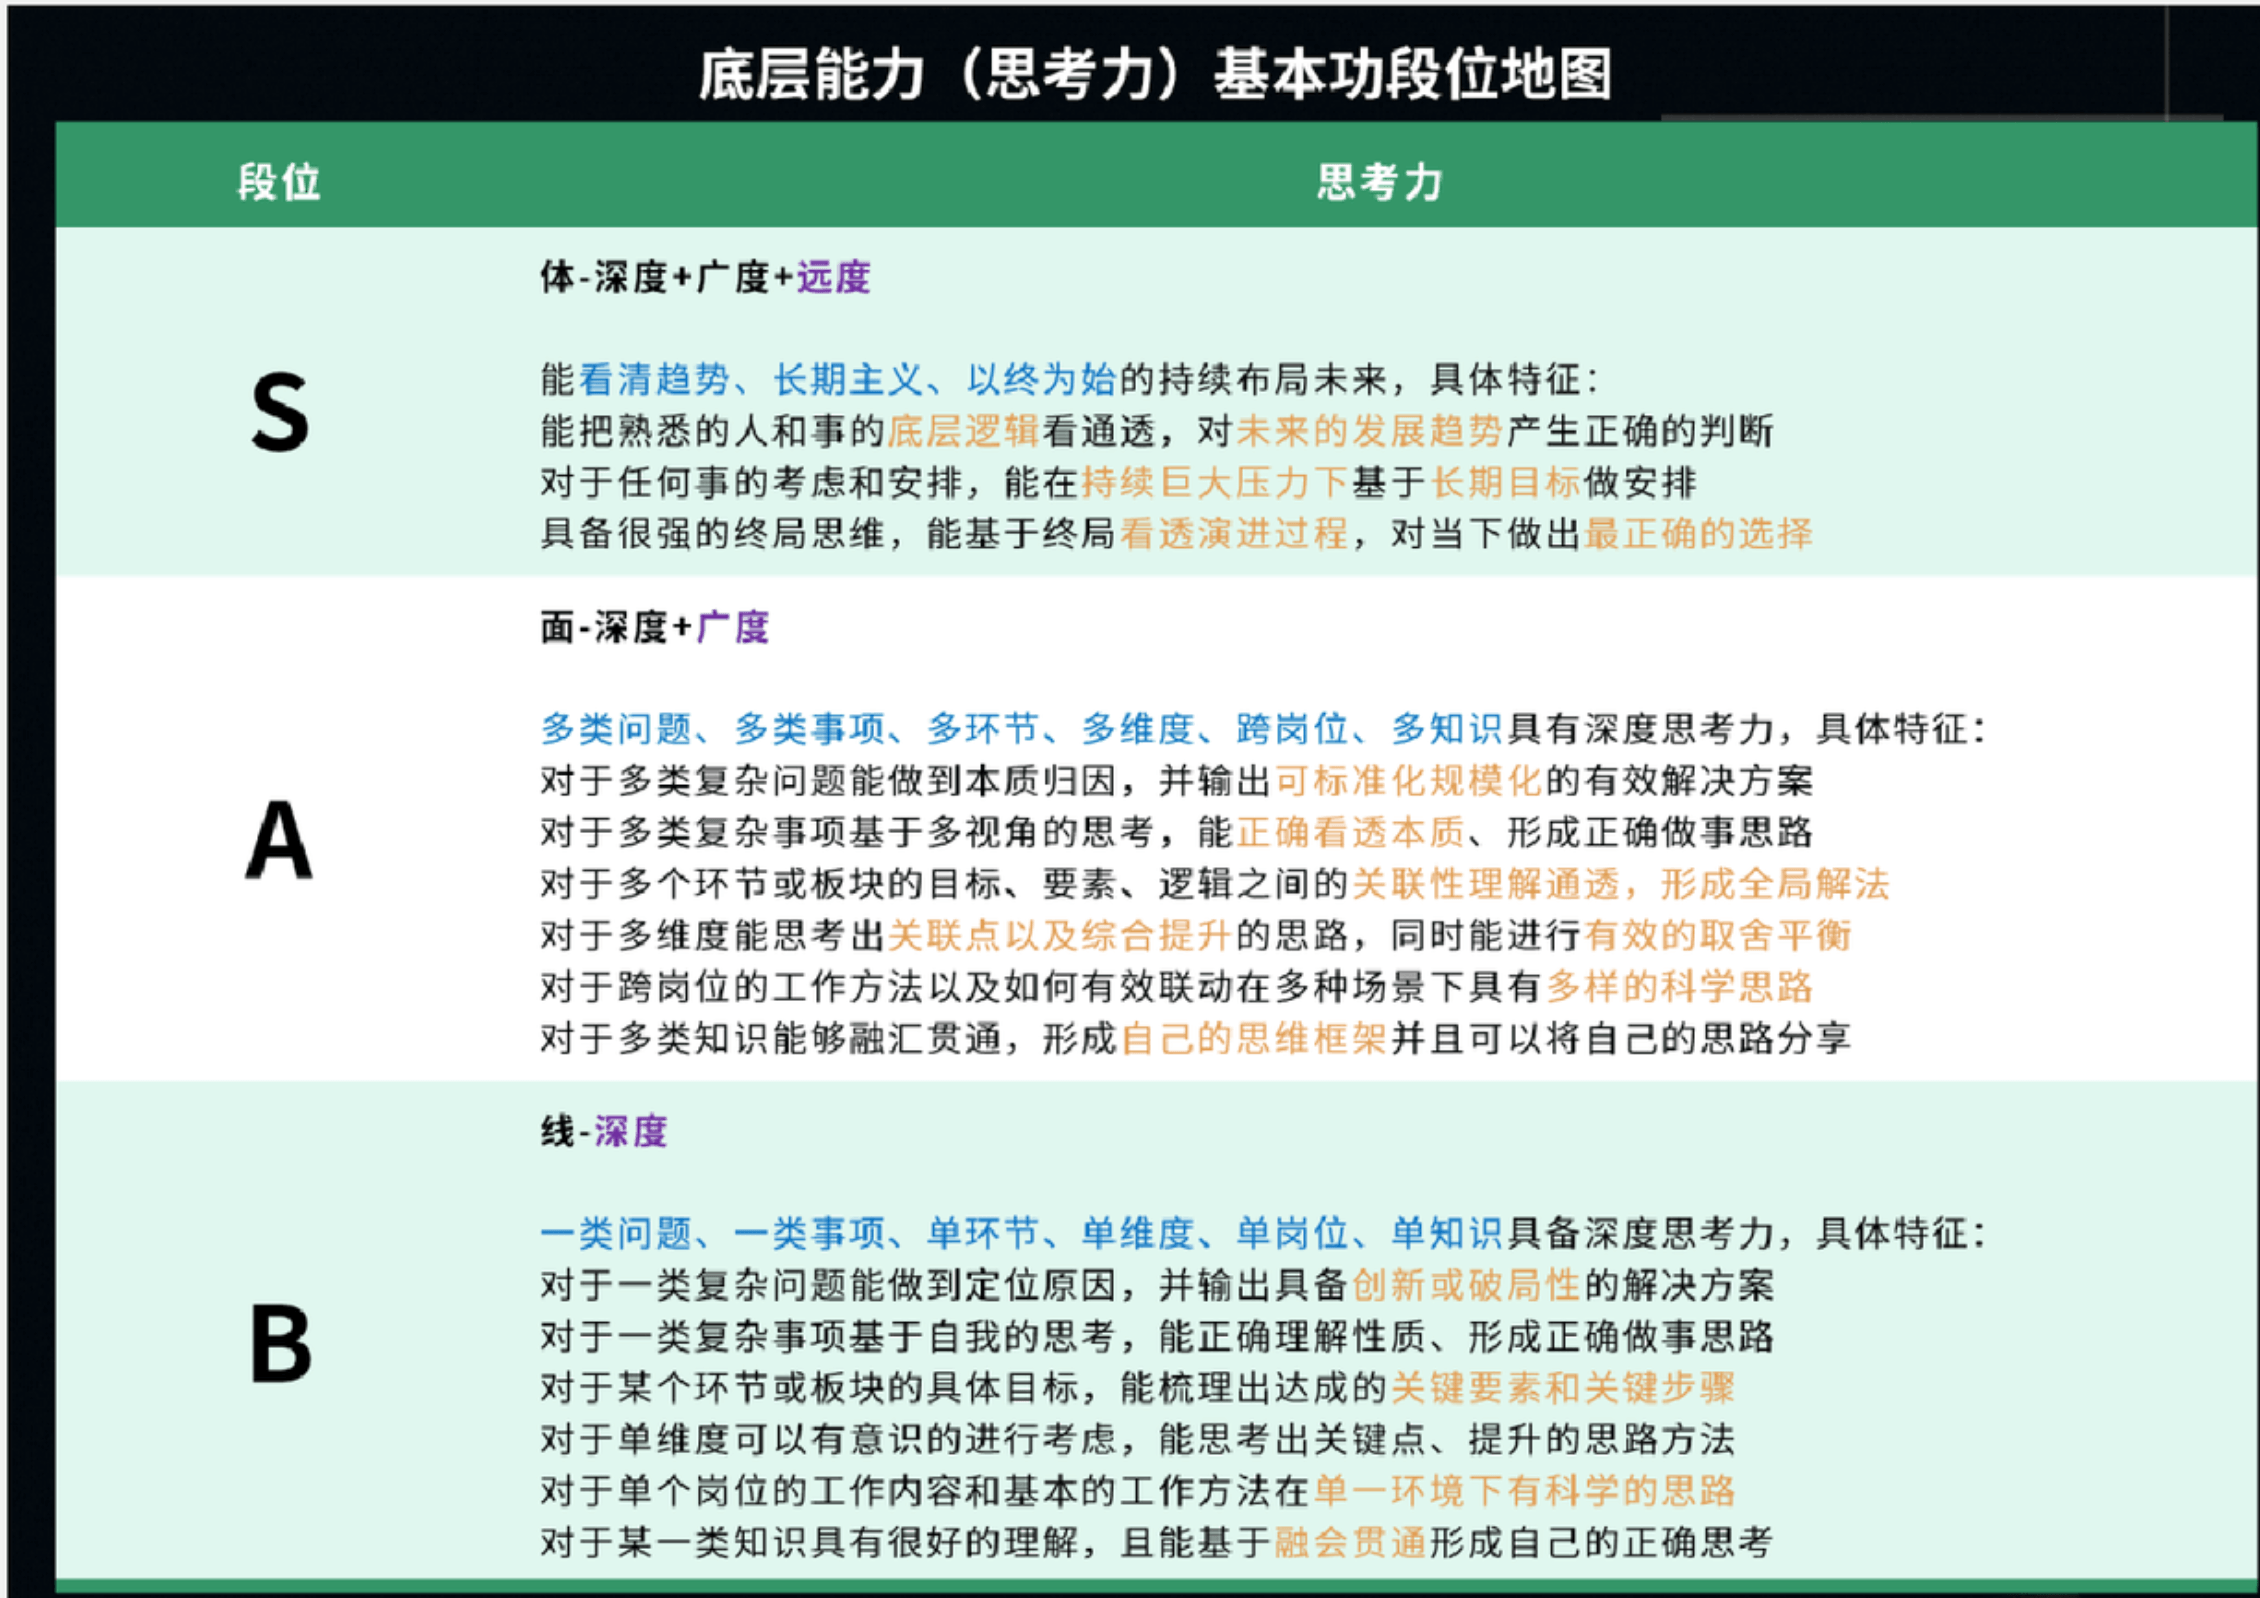 底层能力（思考力）基本功段位地图
段位
思考力
S
体-深度+广度+远度
能看清趋势、长期主义、以终为始的持续布局未来，具体特征：
能把熟悉的人和事的底层逻辑看通透，对未来的发展趋势产生正确的判断
对于任何事的考虑和安排，能在持续巨大压力下基于长期目标做安排
具备很强的终局思维，能基于终局看透演进过程，对当下做出最正确的选择
A
面-深度+广度
多类问题、多类事项、多环节、多维度、跨岗位、多知识具有深度思考力，具体特征：
对于多类复杂问题能做到本质归因，并输出可标准化规模化的有效解决方案
对于多类复杂事项基于多视角的思考，能正确看透本质、形成正确做事思路
对于多个环节或板块的目标、要素、逻辑之间的关联性理解通透，形成全局解法
对于多维度能思考出关联点以及综合提升的思路，同时能进行有效的取舍平衡
对于跨岗位的工作方法以及如何有效联动在多种场景下具有多样的科学思路
对于多类知识能够融汇贯通，形成自己的思维框架并且可以将自己的思路分享
B
线-深度
一类问题、一类事项、单环节、单维度、单岗位、单知识具备深度思考力，具体特征：
对于一类复杂问题能做到定位原因，并输出具备创新或破局性的解决方案
对于一类复杂事项基于自我的思考，能正确理解性质、形成正确做事思路
对于某个环节或板块的具体目标，能梳理出达成的关键要素和关键步骤
对于单维度可以有意识的进行考虑，能思考出关键点、提升的思路方法
对于单个岗位的工作内容和基本的工作方法在单一环境下有科学的思路
对于某一类知识具有很好的理解，且能基于融会贯通形成自己的正确思考